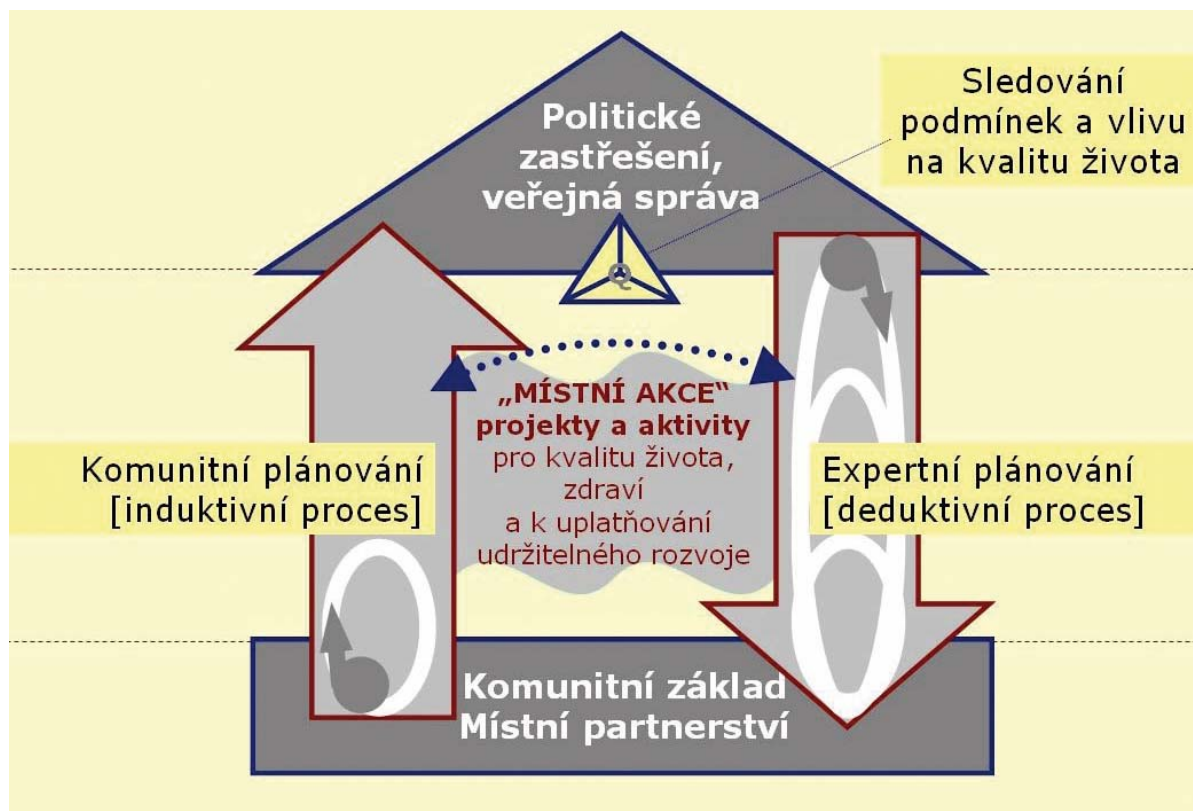 Politické
zastřešení,
veřejná správa
Sledování
podmínek a vlivu
na kvalitu života
Q
„MÍSTNÍ AKCE“
projekty a aktivity
pro kvalitu života,
zdraví
a k uplatňování
udržitelného rozvoje
Komunitní plánování
[induktivní proces]
Expertní plánování
[deduktivní proces]
Komunitní základ
Místní partnerství